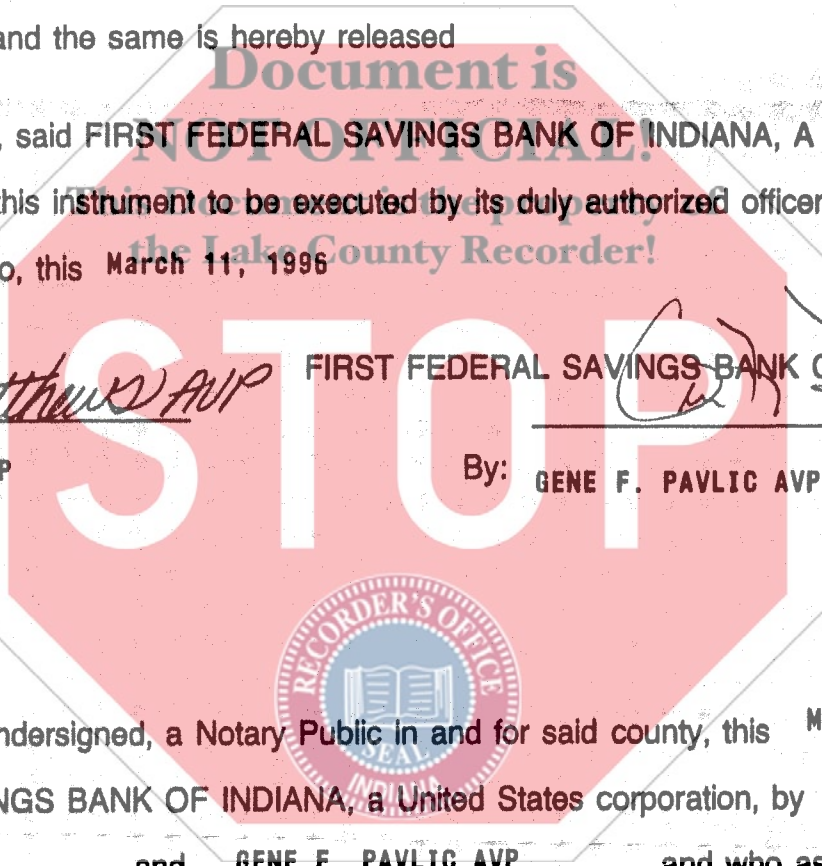 and the same is hereby released
Document is
, said FIRST FEDERAL SAVINGS BANK OF INDIANA, A
NOT OFFICIAL!
this instrument to be executed by its duly authorized officer
This Document is the property of
the Lake County Recorder!
o, this March 11, 1996
STOP
thews AVP
FIRST FEDERAL SAVINGS BANK O
P
By: GENE F. PAVLIC AVP
RECORDER'S OFFICE
SEAL
INDIANA
ndersigned, a Notary Public in and for said county, this M
NGS BANK OF INDIANA, a United States corporation, by
and GENE F. PAVLIC AVP and who as